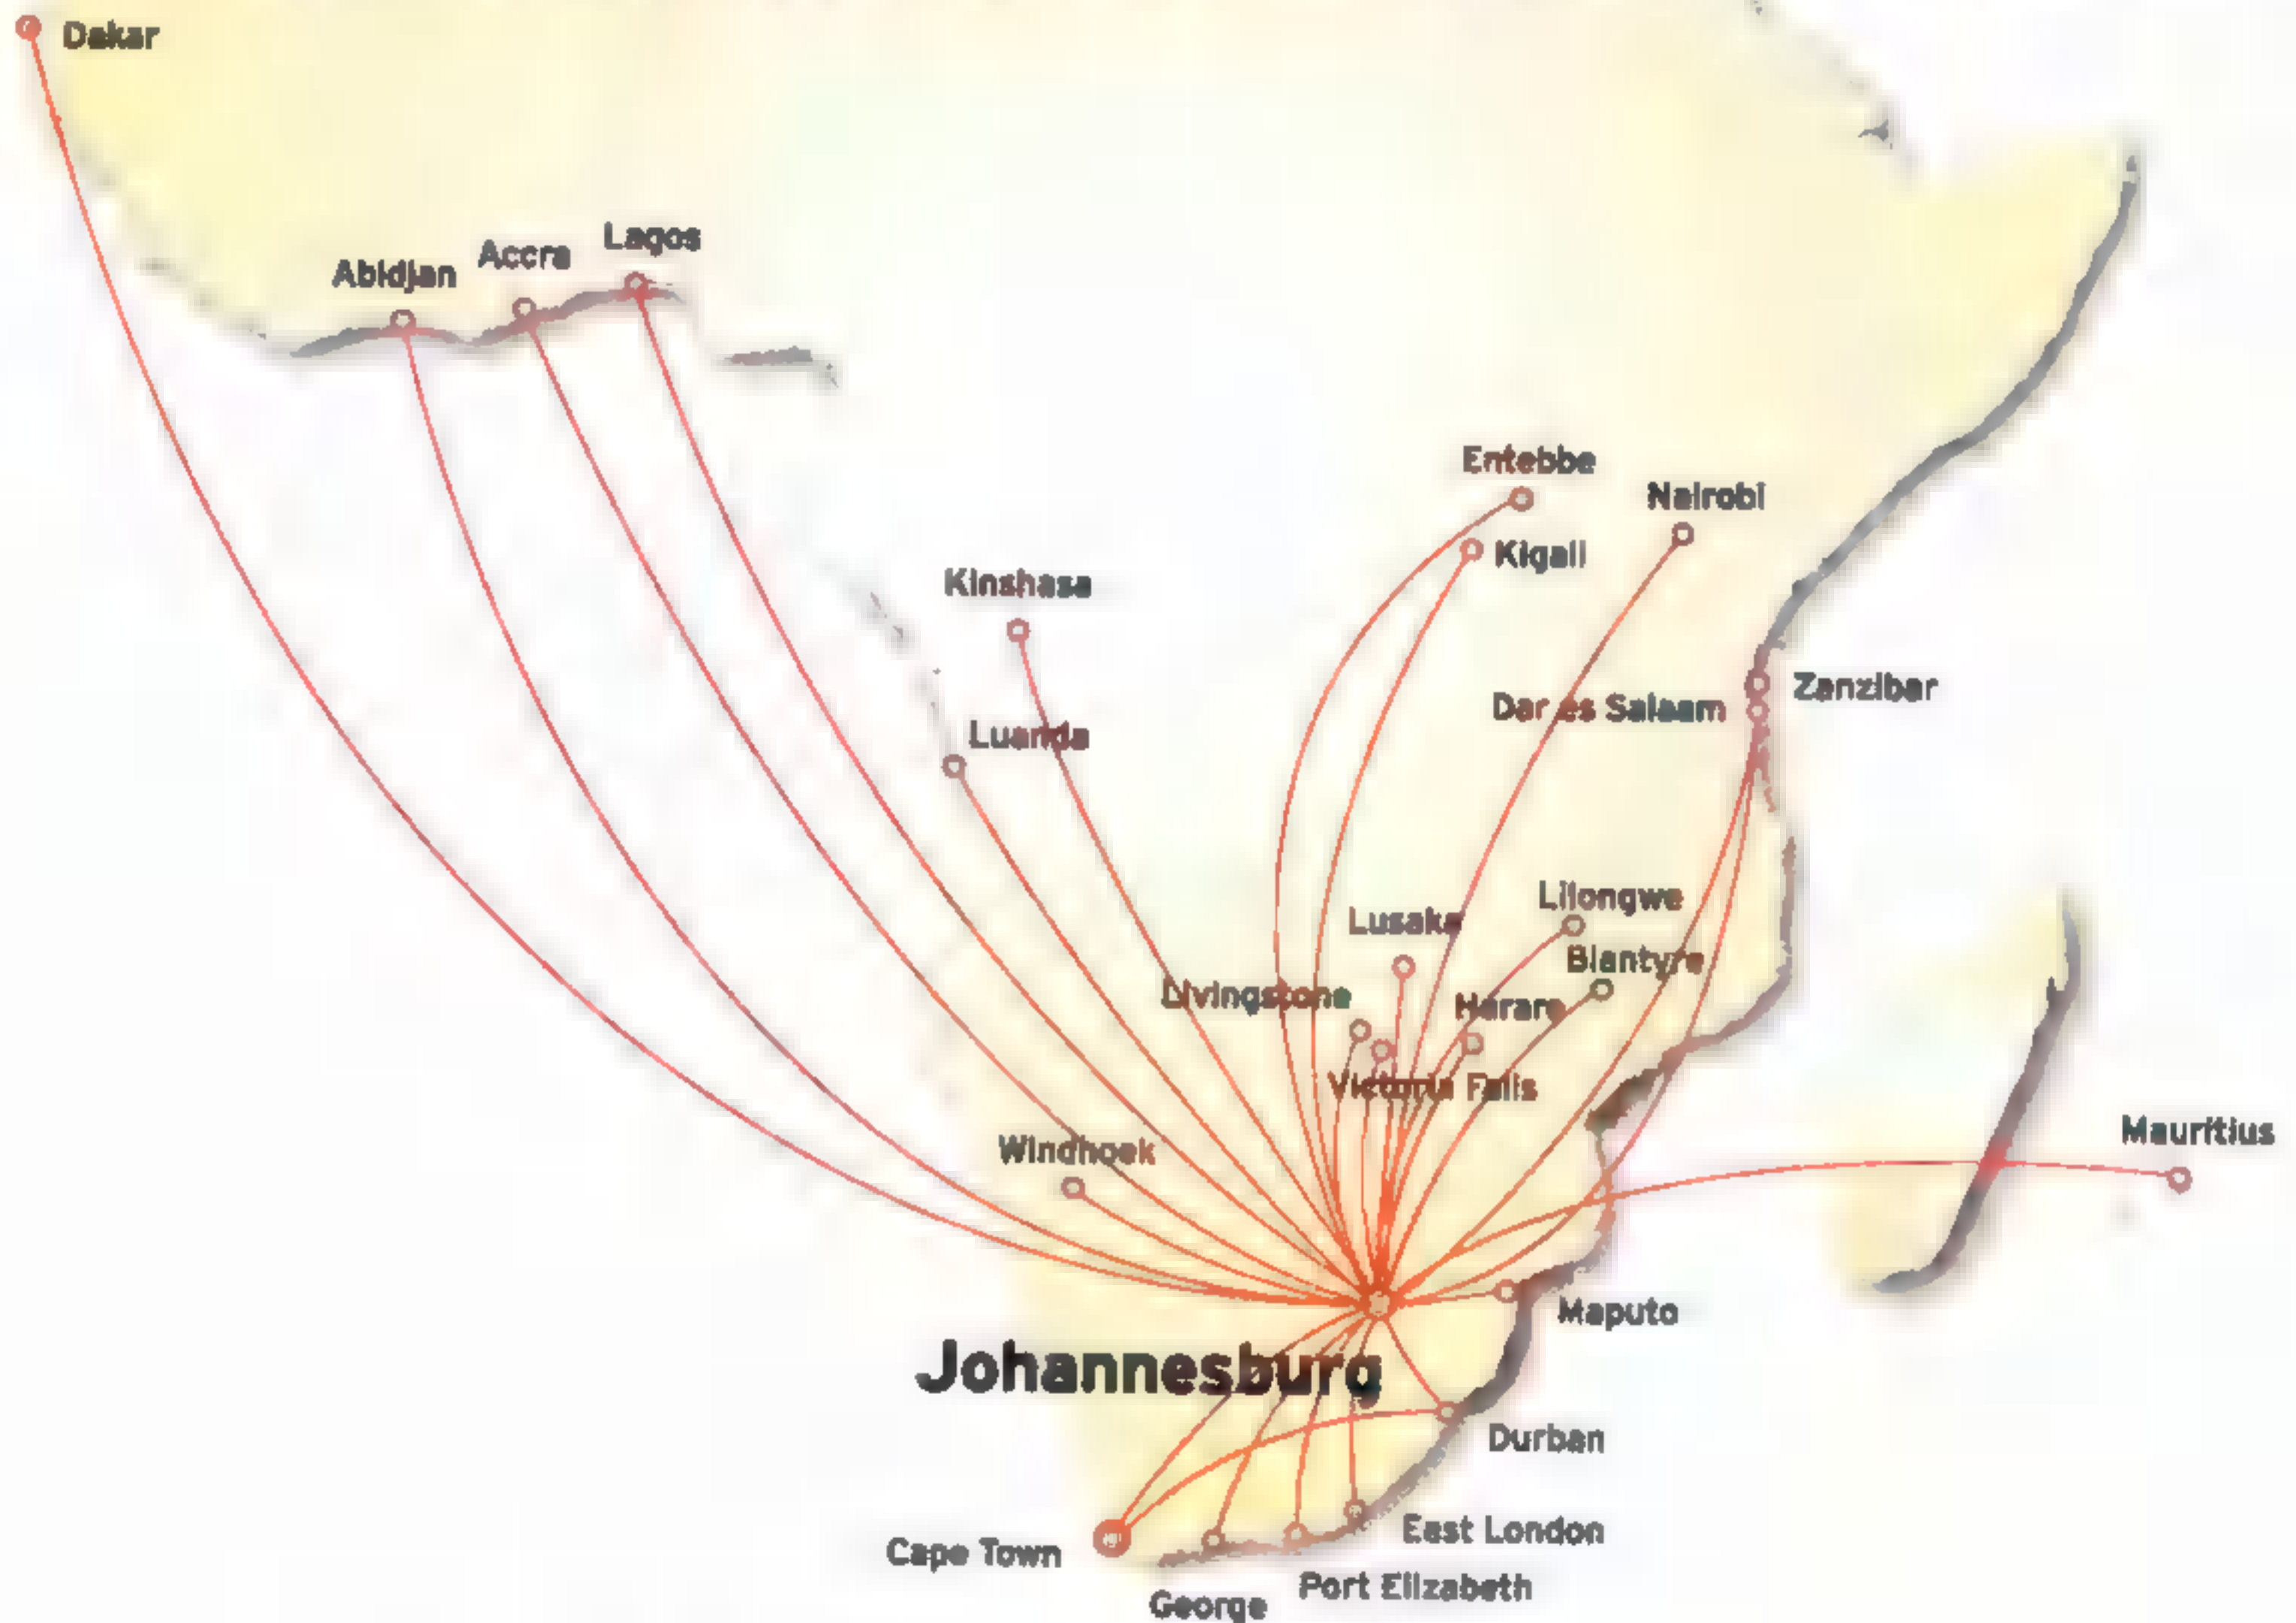 Dakar
Lagos
Accra
Abidjan
Entebbe
Nairobi
Kigali
Kinshasa
Zanzibar
Dar es Salaam
Luanda
Lilongwe
Lusaka
Blantyre
Livingstone
Harare
Victoria Falls
Mauritius
Windhoek
Maputo
Johannesburg
Durban
East London
Cape Town
Port Elizabeth
George